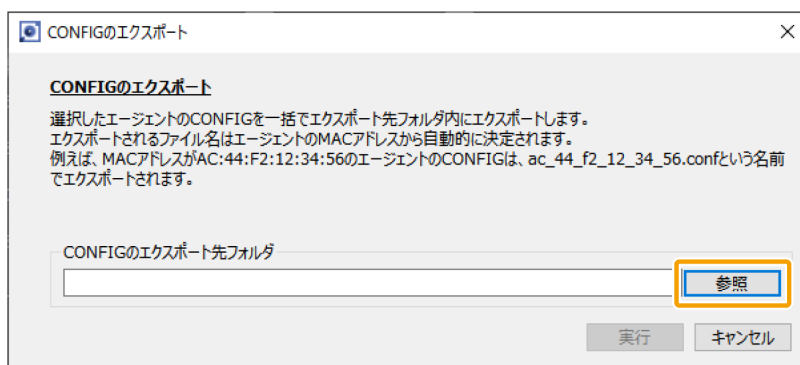 CONFIGのエクスポート
CONFIGのエクスポート
選択したエージェントのCONFIGを一括でエクスポート先フォルダ内にエクスポートします。
エクスポートされるファイル名はエージェントのMACアドレスから自動的に決定されます。
例えば、MACアドレスがAC:44:F2:12:34:56のエージェントのCONFIGは、ac_44_f2_12_34_56.confという名前
でエクスポートされます。
CONFIGのエクスポート先フォルダ
参照
実行
キャンセル